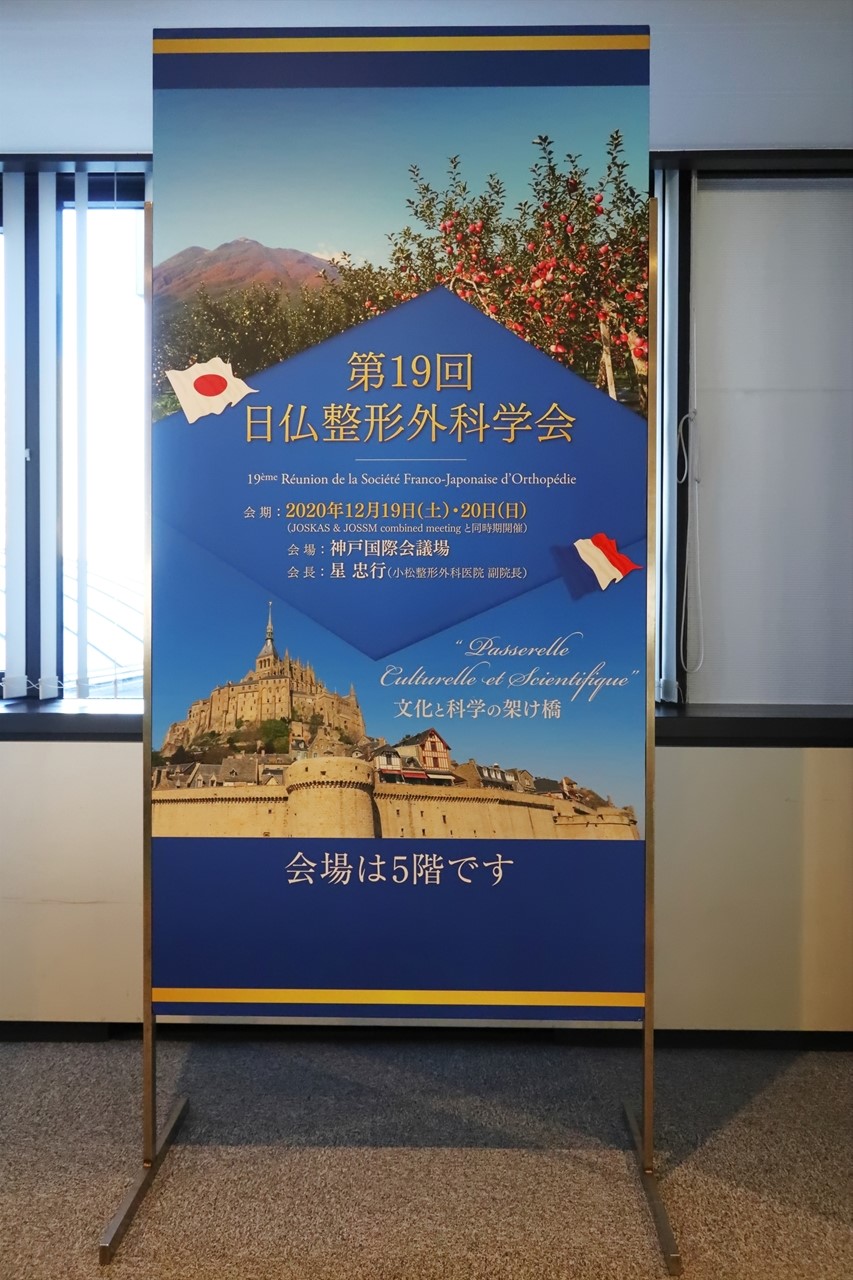 第19回
日仏整形外科学会
19ème Réunion de la Société Franco-Japonaise d'Orthopédie
会期：2020年12月19日(土)・20日(日)
(JOSKAS & JOSSM combined meeting と同時期開催)
会場：神戸国際会議場
会長：星 忠行(小松整形外科医院 副院長)
"Passerelle
Culturelle et Scientifique"
文化と科学の架け橋
会場は5階です